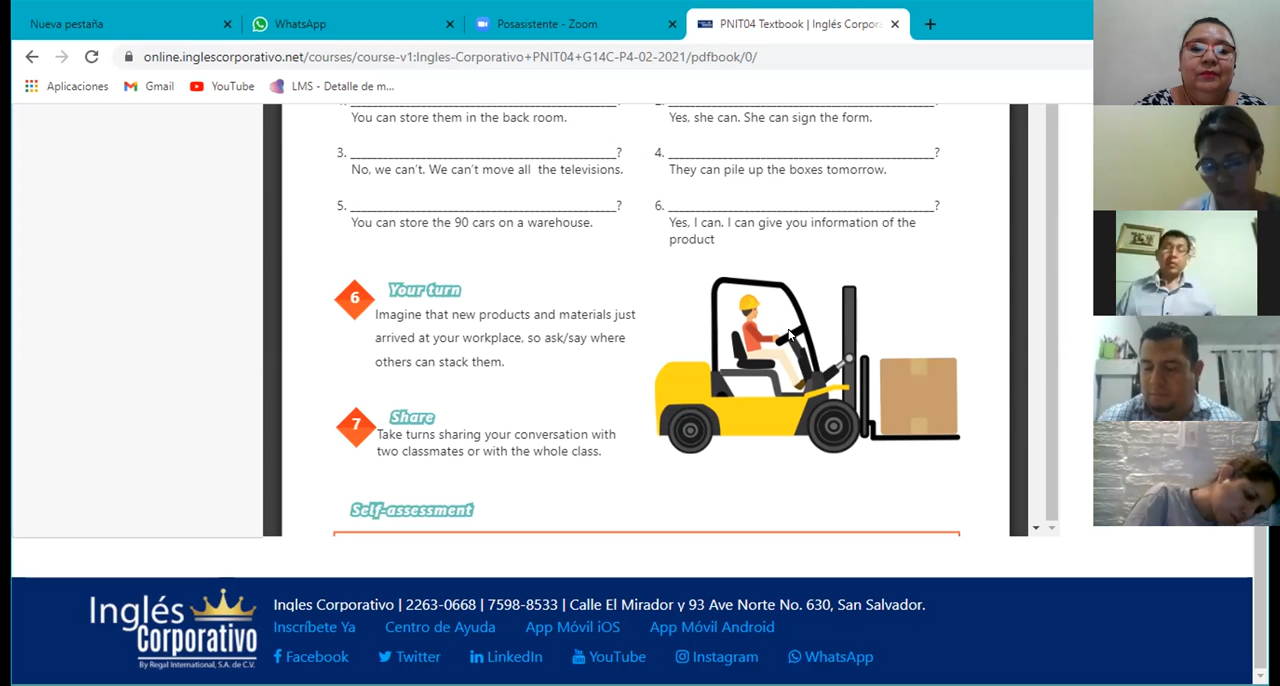 Nueva pestaña
WhatsApp
Posasistente - Zoom
PNIT04 Textbook | Inglés Corpora
online.inglescorporativo.net/courses/course-v1:Ingles-Corporativo+PNIT04+G14C-P4-02-2021/pdfbook/0/
Aplicaciones
Gmail
YouTube
LMS - Detalle de m...
You can store them in the back room.
Yes, she can. She can sign the form.
3. ?
4. ?
No, we can't. We can't move all the televisions.
They can pile up the boxes tomorrow.
5. ?
6. ?
You can store the 90 cars on a warehouse.
Yes, I can. I can give you information of the
product
6 Your turn
Imagine that new products and materials just
arrived at your workplace, so ask/say where
others can stack them.
7 Share
Take turns sharing your conversation with
two classmates or with the whole class.
Self-assessment
Inglés
Corporativo
By Regal International, S.A. de C.V.
Ingles Corporativo | 2263-0668 | 7598-8533 | Calle El Mirador y 93 Ave Norte No. 630, San Salvador.
Inscríbete Ya Centro de Ayuda App Móvil iOS App Móvil Android
Facebook Twitter LinkedIn YouTube Instagram WhatsApp